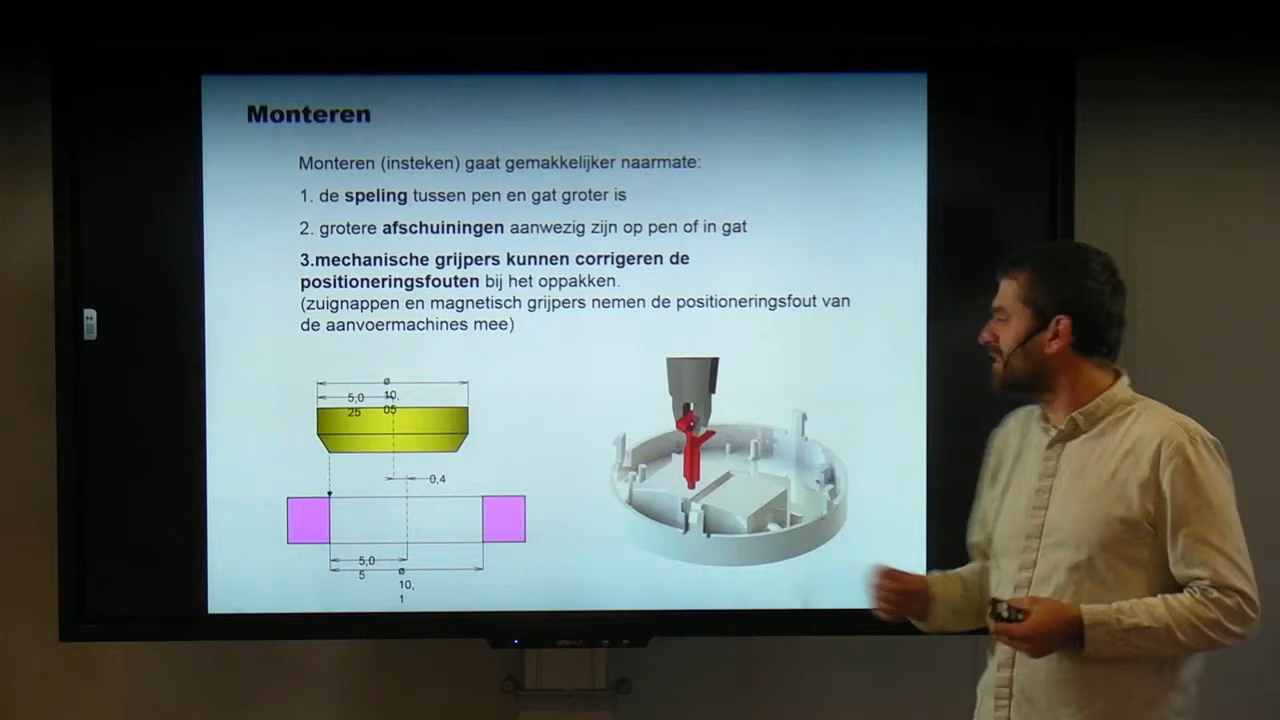 Monteren
Monteren (insteken) gaat gemakkelijker naarmate:
1. de speling tussen pen en gat groter is
2. grotere afschuiningen aanwezig zijn op pen of in gat
3.mechanische grijpers kunnen corrigeren de
positioneringsfouten bij het oppakken.
(zuignappen en magnetisch grijpers nemen de positioneringsfout van
de aanvoermachines mee)
ø
10,
05
5,0
25
0,4
5,0
5
ø
10,
1